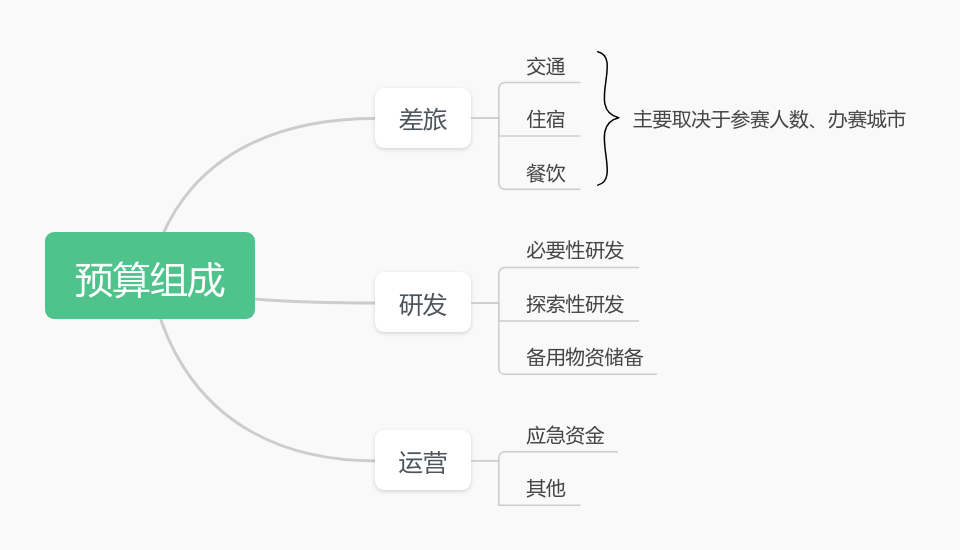 预算组成
差旅
交通
住宿
餐饮
主要取决于参赛人数、办赛城市
研发
必要性研发
探索性研发
备用物资储备
运营
应急资金
其他